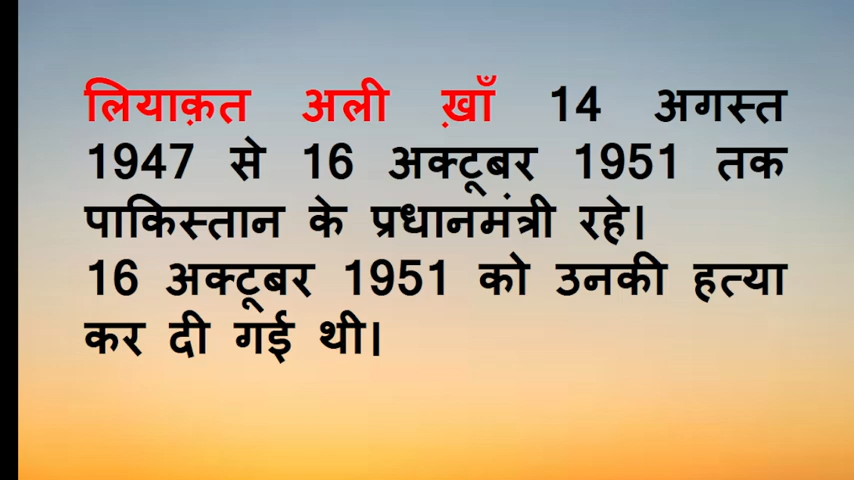 लियाक़त अली ख़ाँ 14 अगस्त
1947 से 16 अक्टूबर 1951 तक
पाकिस्तान के प्रधानमंत्री रहे।
16 अक्टूबर 1951 को उनकी हत्या
कर दी गई थी।